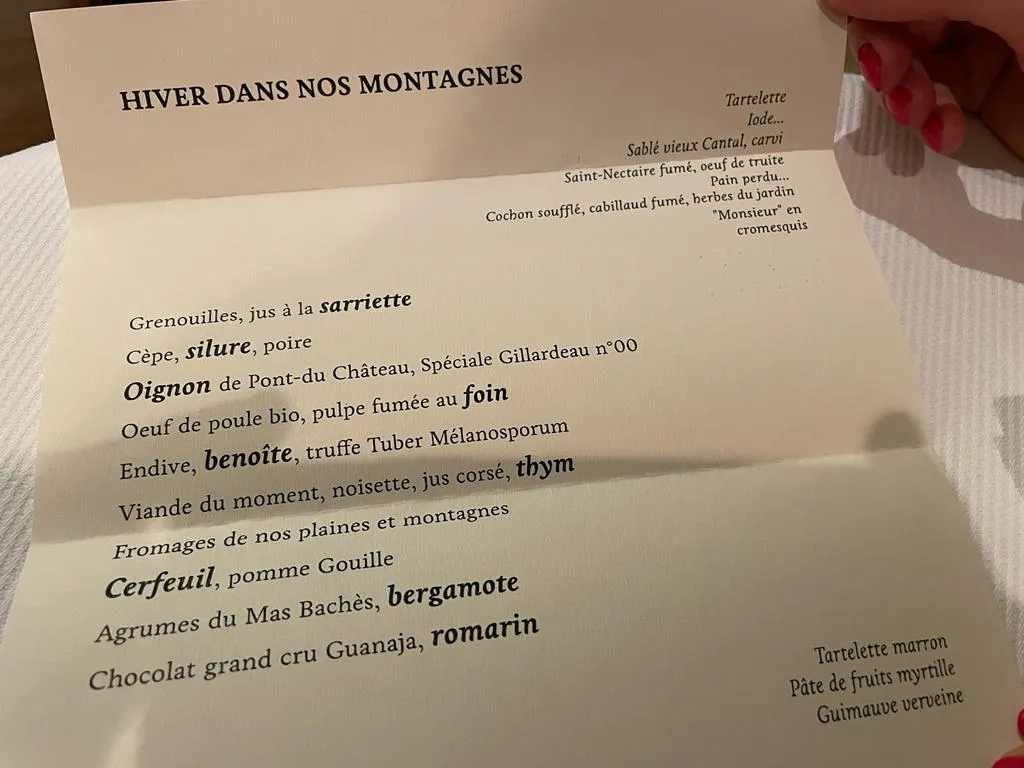 HIVER DANS NOS MONTAGNES
Tartelette
Iode...
Sablé vieux Cantal, carvi
Saint-Nectaire fumé, oeuf de truite
Pain perdu...
Cochon soufflé, cabillaud fumé, herbes du jardin
"Monsieur" en
cromesquis
Grenouilles, jus à la sarriette
Cèpe, silure, poire
Oignon de Pont-du Château, Spéciale Gillardeau n°00
Oeuf de poule bio, pulpe fumée au foin
Endive, benoîte, truffe Tuber Mélanosporum
Viande du moment, noisette, jus corsé, thym
Fromages de nos plaines et montagnes
Cerfeuil, pomme Gouille
Agrumes du Mas Bachès, bergamote
Chocolat grand cru Guanaja, romarin
Tartelette marron
Pâte de fruits myrtille
Guimauve verveine